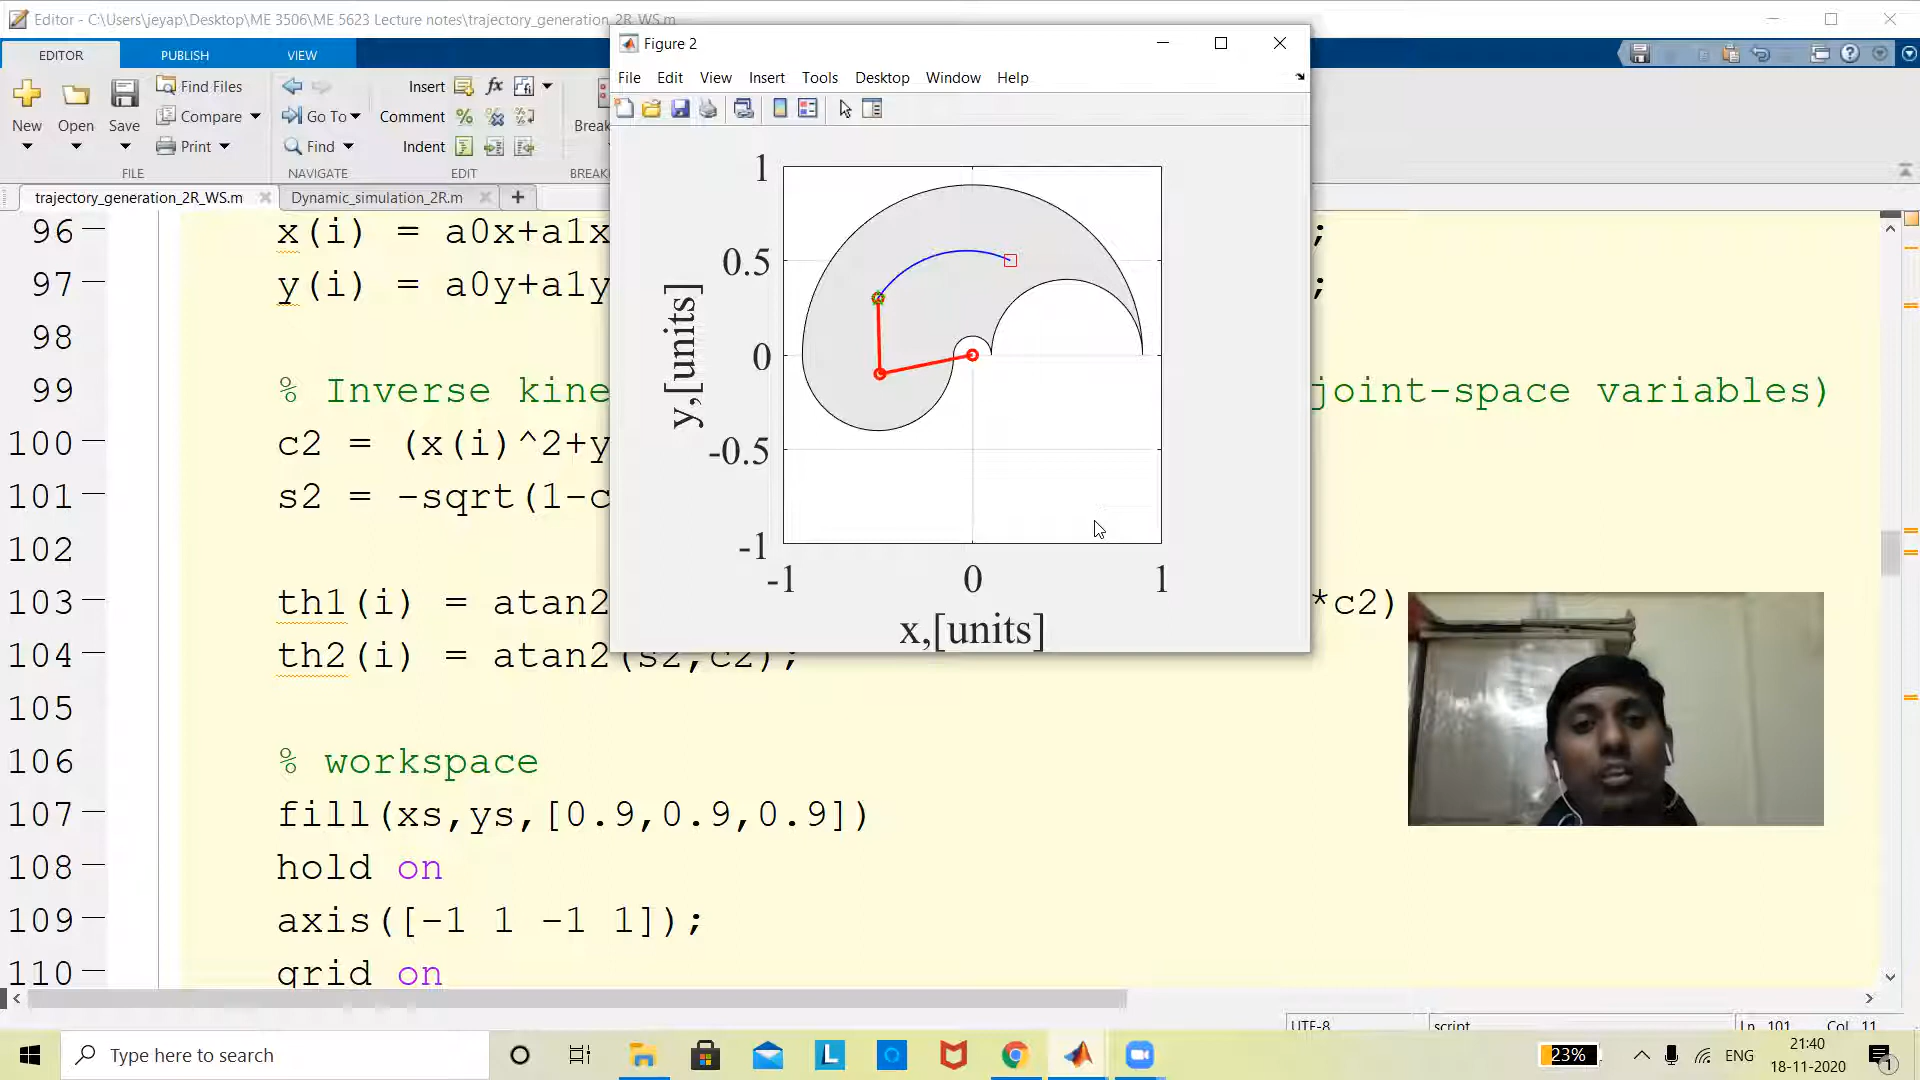 Editor - C:\Users\jeyap\Desktop\ME 3506\ME 5623 Lecture notes\trajectory_generation_2R_WS.m
EDITOR PUBLISH VIEW
New Open Save
Find Files
Compare
Print
FILE
Go To
Find
NAVIGATE
Insert
Comment
Indent
EDIT
fx
trajectory_generation_2R_WS.m
Dynamic_simulation_2R.m
Figure 2
File Edit View Insert Tools Desktop Window Help
1
0.5
0
-0.5
-1
-1 0 1
y,[units]
x,[units]
96 x(i) = a0x+a1x ;
97 y(i) = a0y+a1y ;
98
99 % Inverse kine joint-space variables)
100 c2 = (x(i)^2+y
101 s2 = -sqrt(1-c
102
103 th1(i) = atan2 *c2)
104 th2(i) = atan2(s2,c2);
105
106 % workspace
107 fill(xs,ys,[0.9,0.9,0.9])
108 hold on
109 axis([-1 1 -1 1]);
110 grid on
UTF-8 script Ln 101 Col 11
Type here to search
L
23%
ENG
21:40
18-11-2020
1